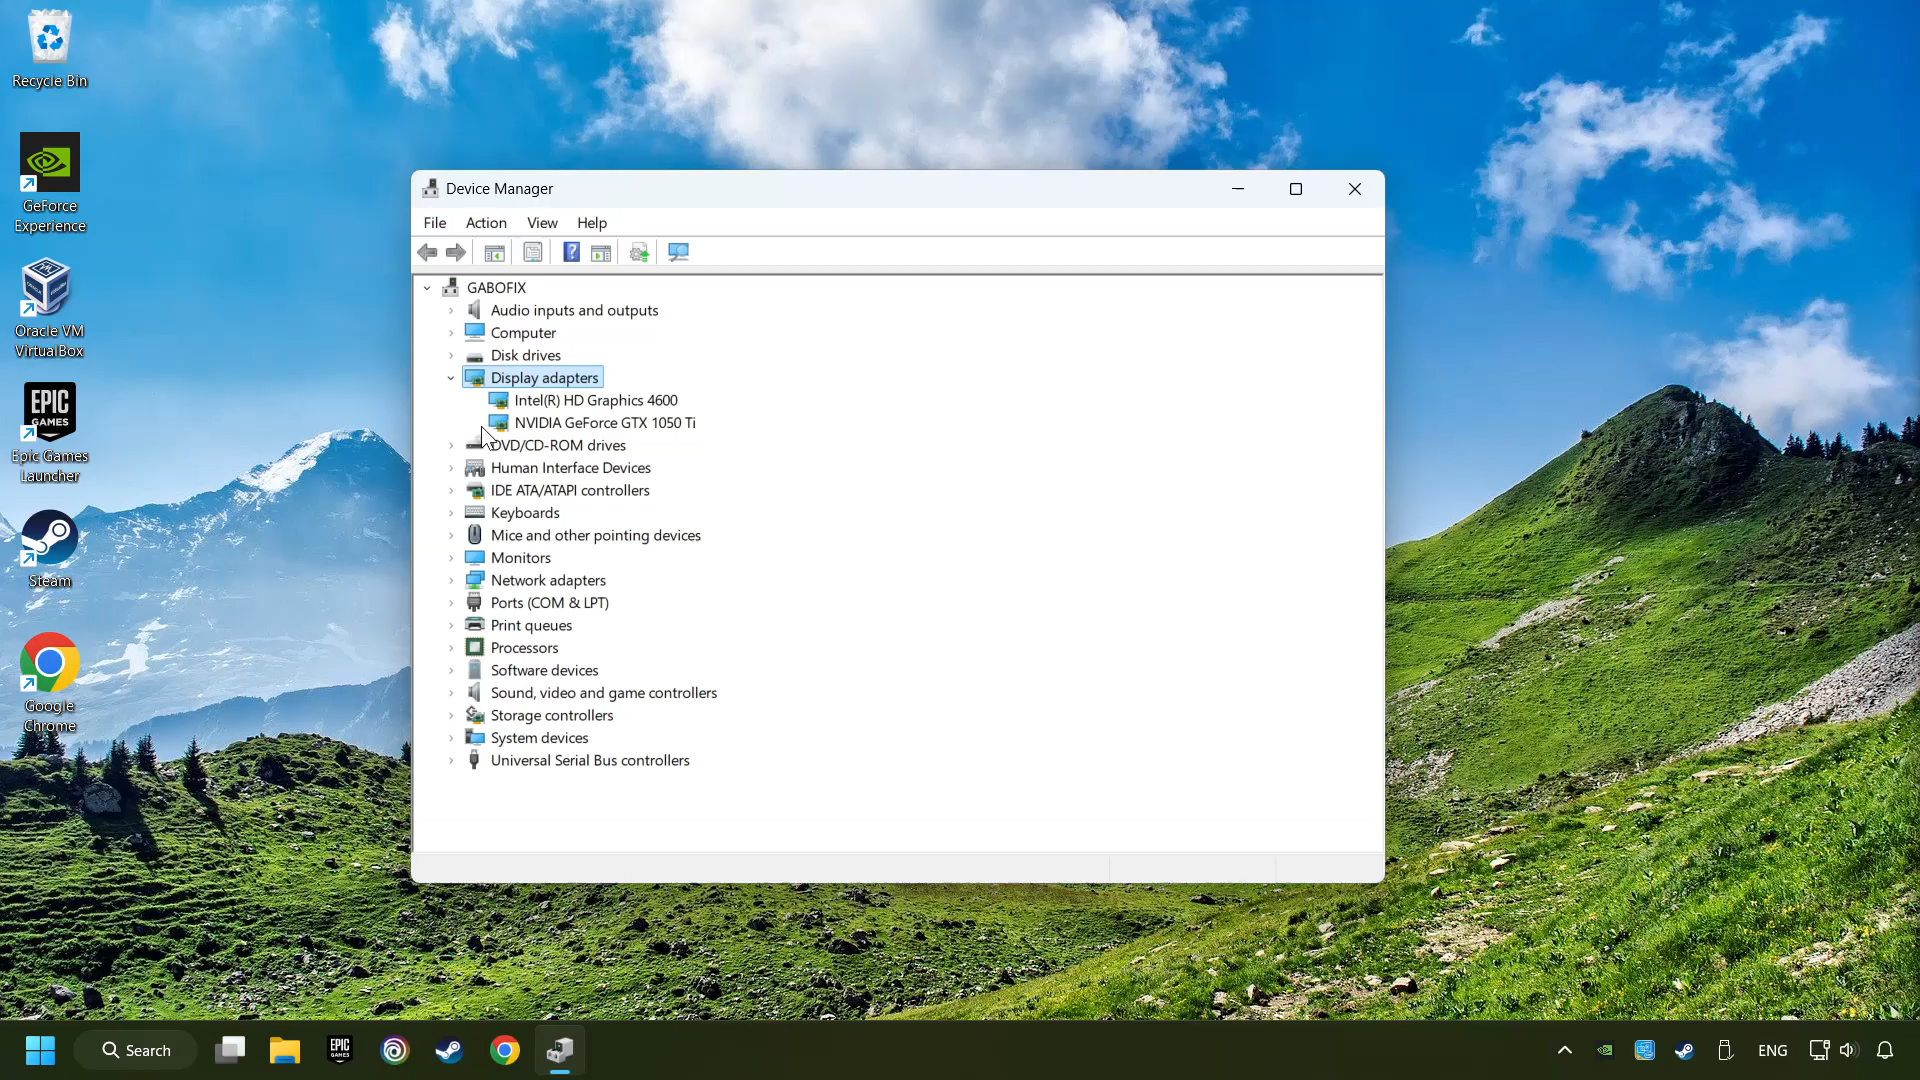 Recycle Bin
GeForce
Experience
Oracle VM
VirtualBox
EPIC
GAMES
Epic Games
Launcher
Steam
Google
Chrome
Device Manager
File Action View Help
GABOFIX
Audio inputs and outputs
Computer
Disk drives
Display adapters
Intel(R) HD Graphics 4600
NVIDIA GeForce GTX 1050 Ti
DVD/CD-ROM drives
Human Interface Devices
IDE ATA/ATAPI controllers
Keyboards
Mice and other pointing devices
Monitors
Network adapters
Ports (COM & LPT)
Print queues
Processors
Software devices
Sound, video and game controllers
Storage controllers
System devices
Universal Serial Bus controllers
Search
EPIC
GAMES
ENG